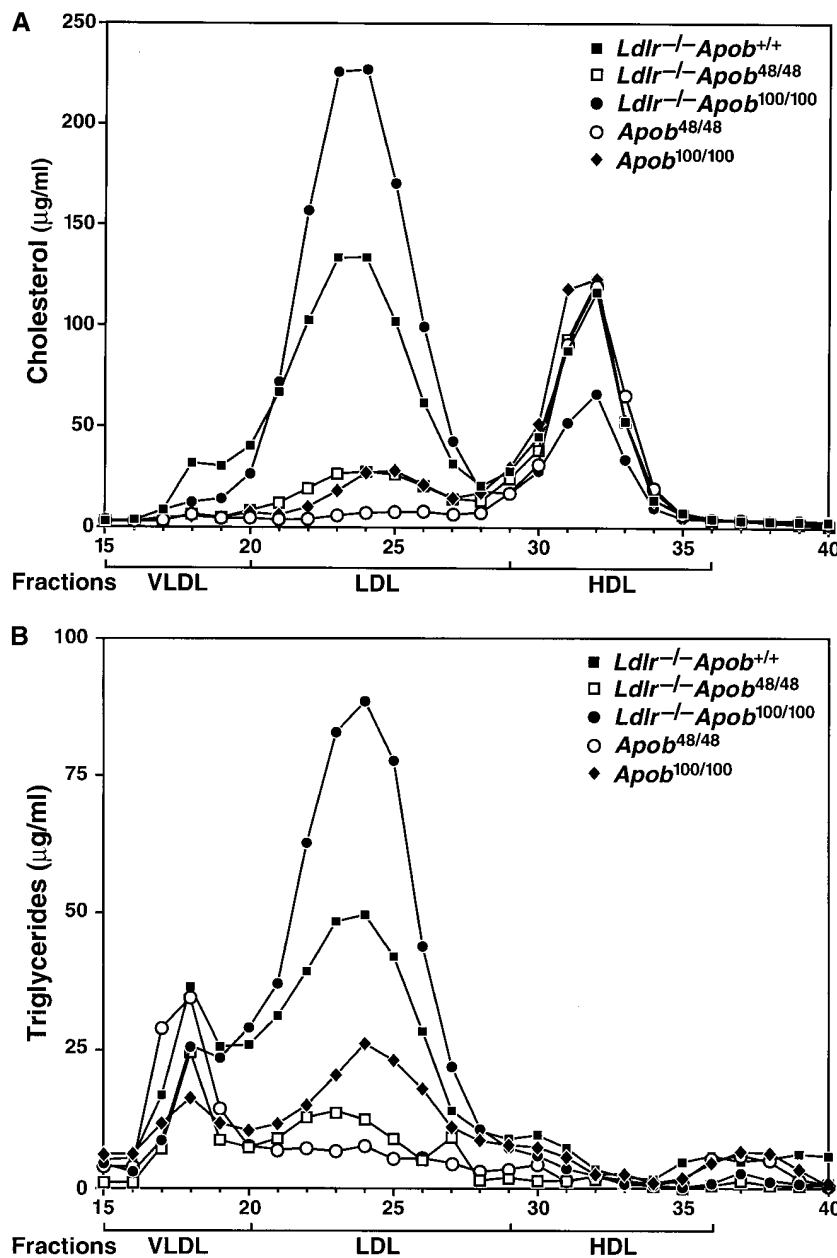 A
250
200
150
100
50
0
Cholesterol (µg/ml)
■ Ldlr−/−Apob+/+
□ Ldlr−/−Apob48/48
● Ldlr−/−Apob100/100
○ Apob48/48
◆ Apob100/100
15 20 25 30 35 40
Fractions VLDL LDL HDL
B
100
75
50
25
0
Triglycerides (µg/ml)
■ Ldlr−/−Apob+/+
□ Ldlr−/−Apob48/48
● Ldlr−/−Apob100/100
○ Apob48/48
◆ Apob100/100
15 20 25 30 35 40
Fractions VLDL LDL HDL